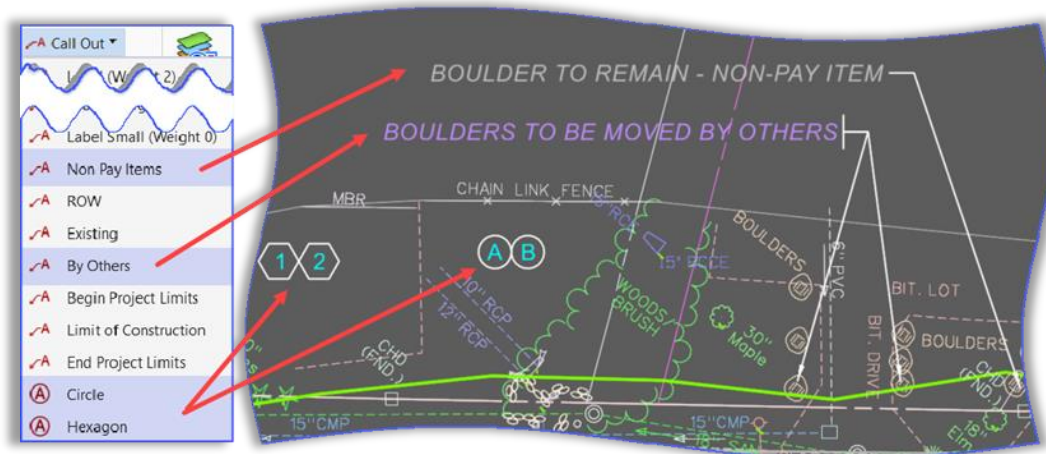 Call Out
Label Small (Weight 0)
Non Pay Items
ROW
Existing
By Others
Begin Project Limits
Limit of Construction
End Project Limits
A Circle
A Hexagon
BOULDER TO REMAIN - NON-PAY ITEM
BOULDERS TO BE MOVED BY OTHERS
CHAIN LINK FENCE
MBR
1 2
A B
15" RCP
10" RCP
12" RCP
WOODS/
BRUSH
BOULDERS
6" PVC
BIT. LOT
BIT. DRIVE
BOULDERS
30"
Maple
CHD
(FND.)
CHD
(FND.)
15"CMP
15"CMP
18"
Elm